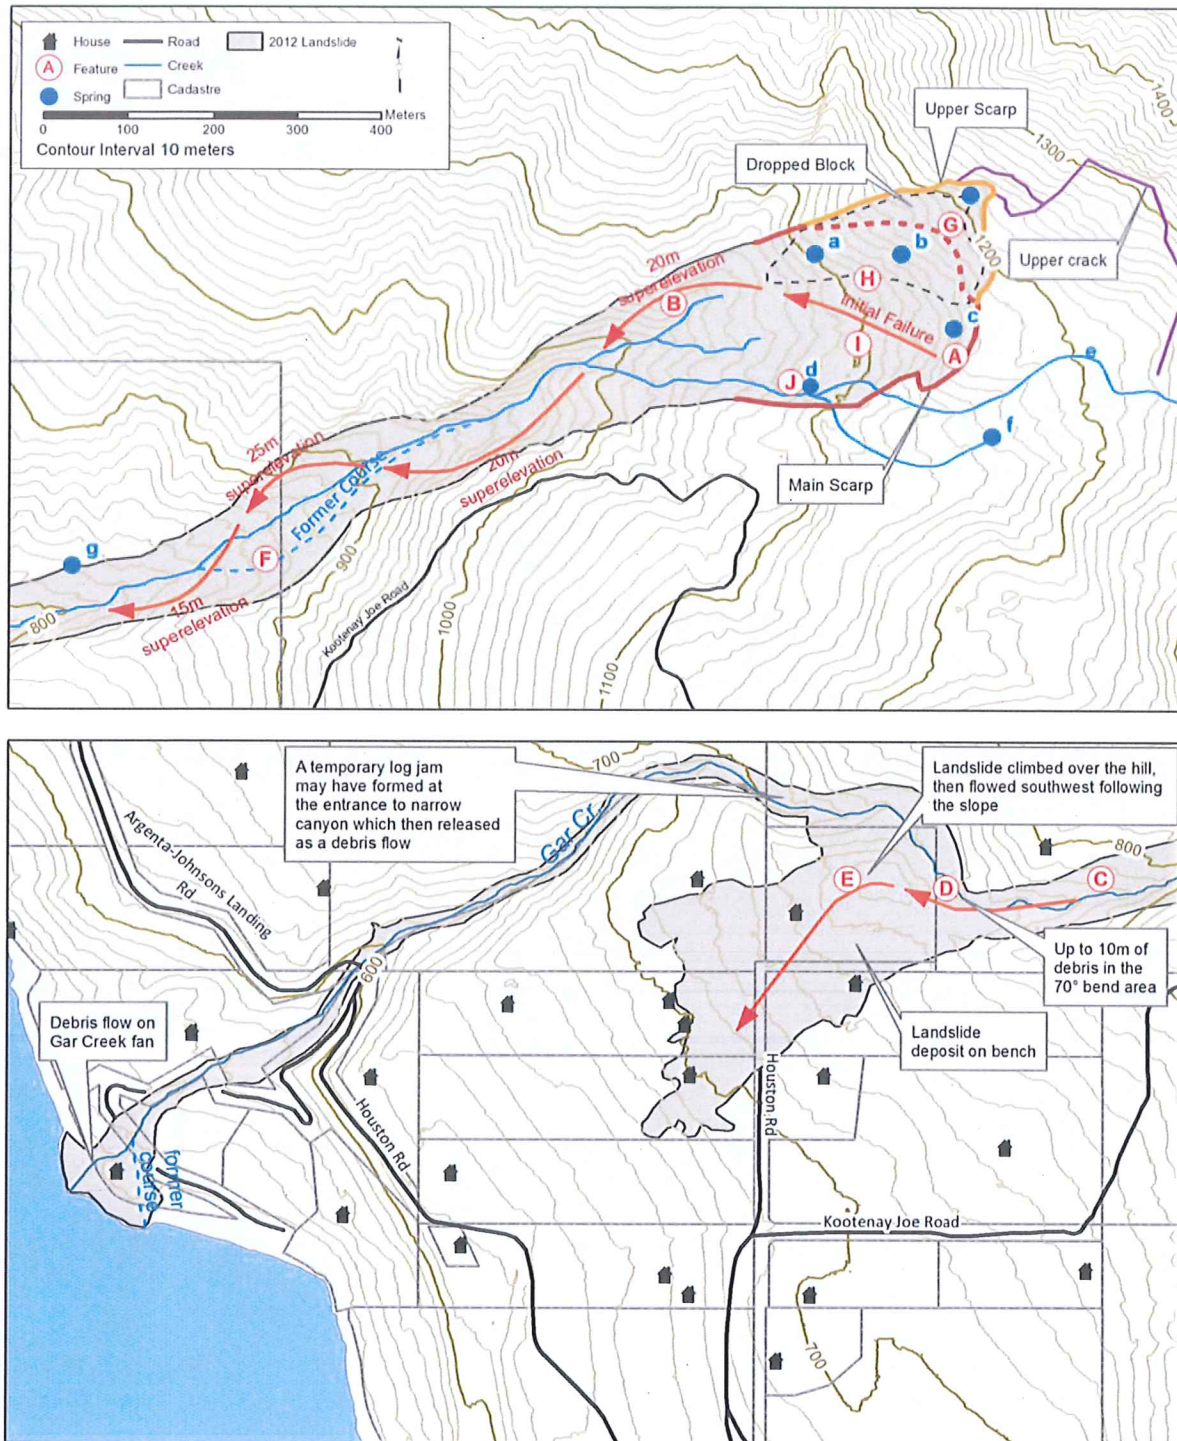 House
Road
2012 Landslide
A
Feature
Creek
Spring
Cadastre
Meters
0 100 200 300 400
Contour Interval 10 meters
1400
Upper Scarp
1300
Dropped Block
G
1200
a
b
Upper crack
20m
superelevation
H
B
Initial Failure
c
I
A
e
d
J
f
25m
superelevation
20m
superelevation
Main Scarp
Former Course
g
F
900
1000
15m
superelevation
800
Kootenay Joe Road
1100
A temporary log jam
may have formed at
the entrance to narrow
canyon which then released
as a debris flow
700
Landslide climbed over the hill,
then flowed southwest following
the slope
Argenta-Johnsons Landing
Rd
Gar Cr.
800
E
D
C
Up to 10m of
debris in the
70° bend area
600
Debris flow on
Gar Creek fan
Landslide
deposit on bench
Houston Rd
Houston Rd
former
course
Kootenay Joe Road
700